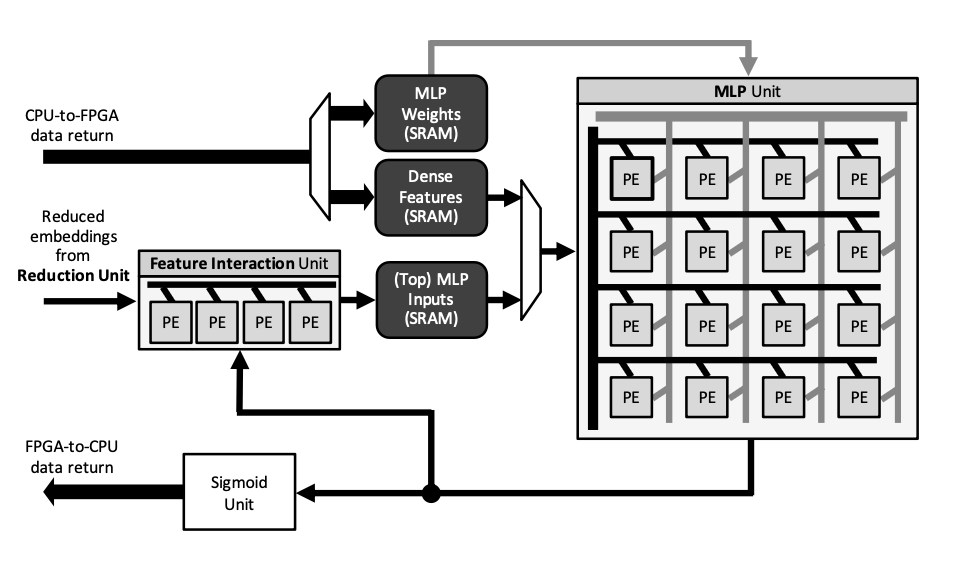 MLP
Weights
(SRAM)
MLP Unit
CPU-to-FPGA
data return
Dense
Features
(SRAM)
PE PE PE PE
Reduced
embeddings
from
Reduction Unit
PE PE PE PE
Feature Interaction Unit
PE PE PE PE
(Top) MLP
Inputs
(SRAM)
PE PE PE PE
PE PE PE PE
FPGA-to-CPU
data return
Sigmoid
Unit